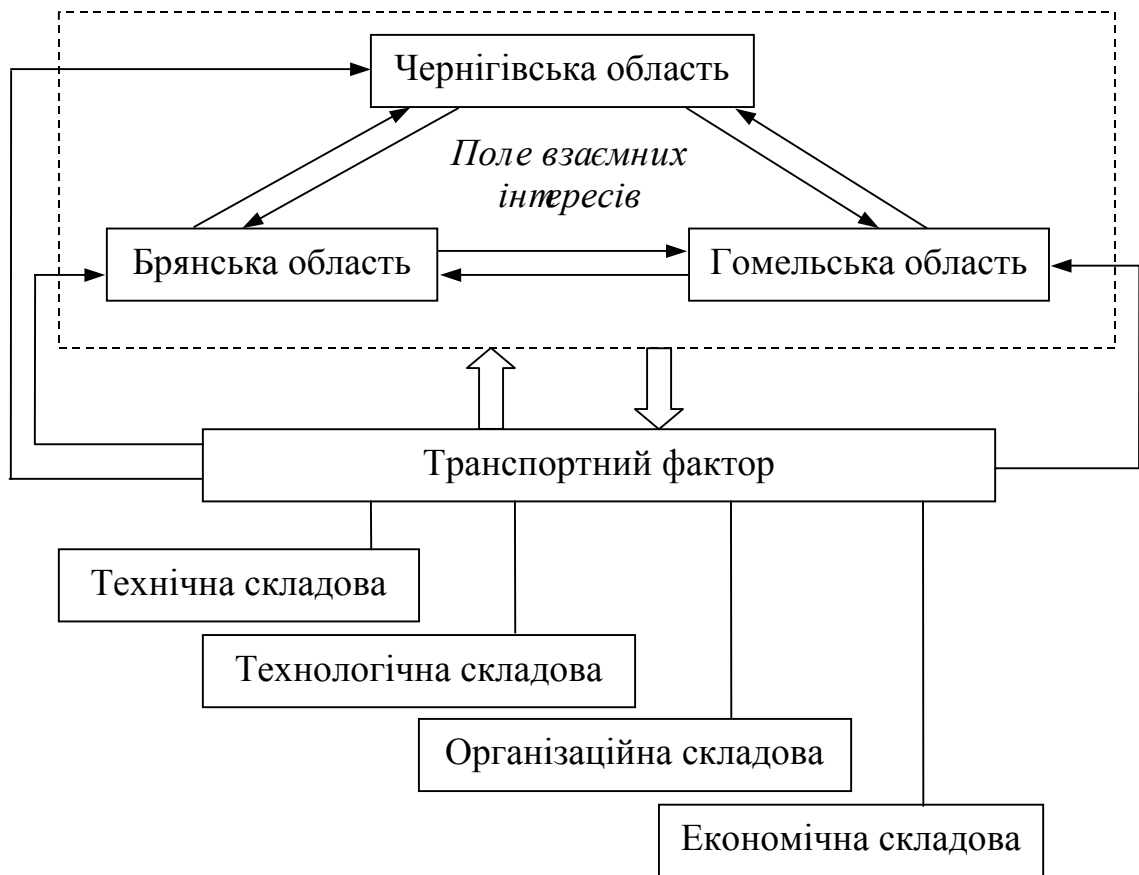 Чернігівська область
Поле взаємних
інтересів
Брянська область
Гомельська область
Транспортний фактор
Технічна складова
Технологічна складова
Організаційна складова
Економічна складова